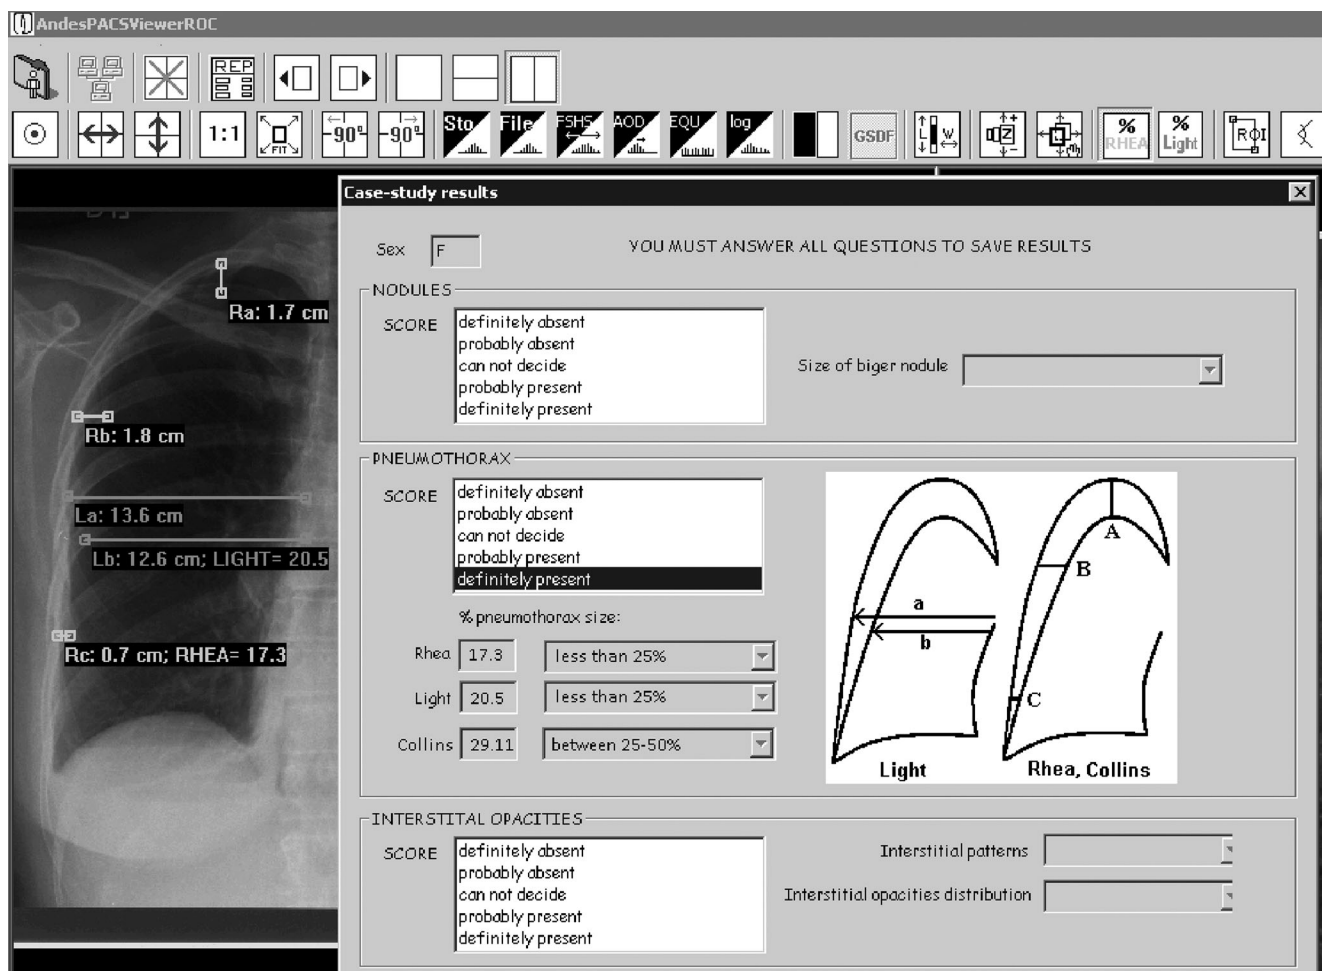 AndesPACSViewerROC
REP
1:1
FIT
-90º
-90º
Sto
File
FSHS
AOD
EQU
log
GSDF
L W
Z
%
RHEA
%
Light
ROI
Case-study results
Sex F
YOU MUST ANSWER ALL QUESTIONS TO SAVE RESULTS
NODULES
SCORE
definitely absent
probably absent
can not decide
probably present
definitely present
Size of biger nodule
PNEUMOTHORAX
SCORE
definitely absent
probably absent
can not decide
probably present
definitely present
% pneumothorax size:
Rhea 17.3 less than 25%
Light 20.5 less than 25%
Collins 29.11 between 25-50%
a
b
Light
A
B
C
Rhea, Collins
INTERSTITAL OPACITIES
SCORE
definitely absent
probably absent
can not decide
probably present
definitely present
Interstitial patterns
Interstitial opacities distribution
Ra: 1.7 cm
Rb: 1.8 cm
La: 13.6 cm
Lb: 12.6 cm; LIGHT= 20.5
Rc: 0.7 cm; RHEA= 17.3